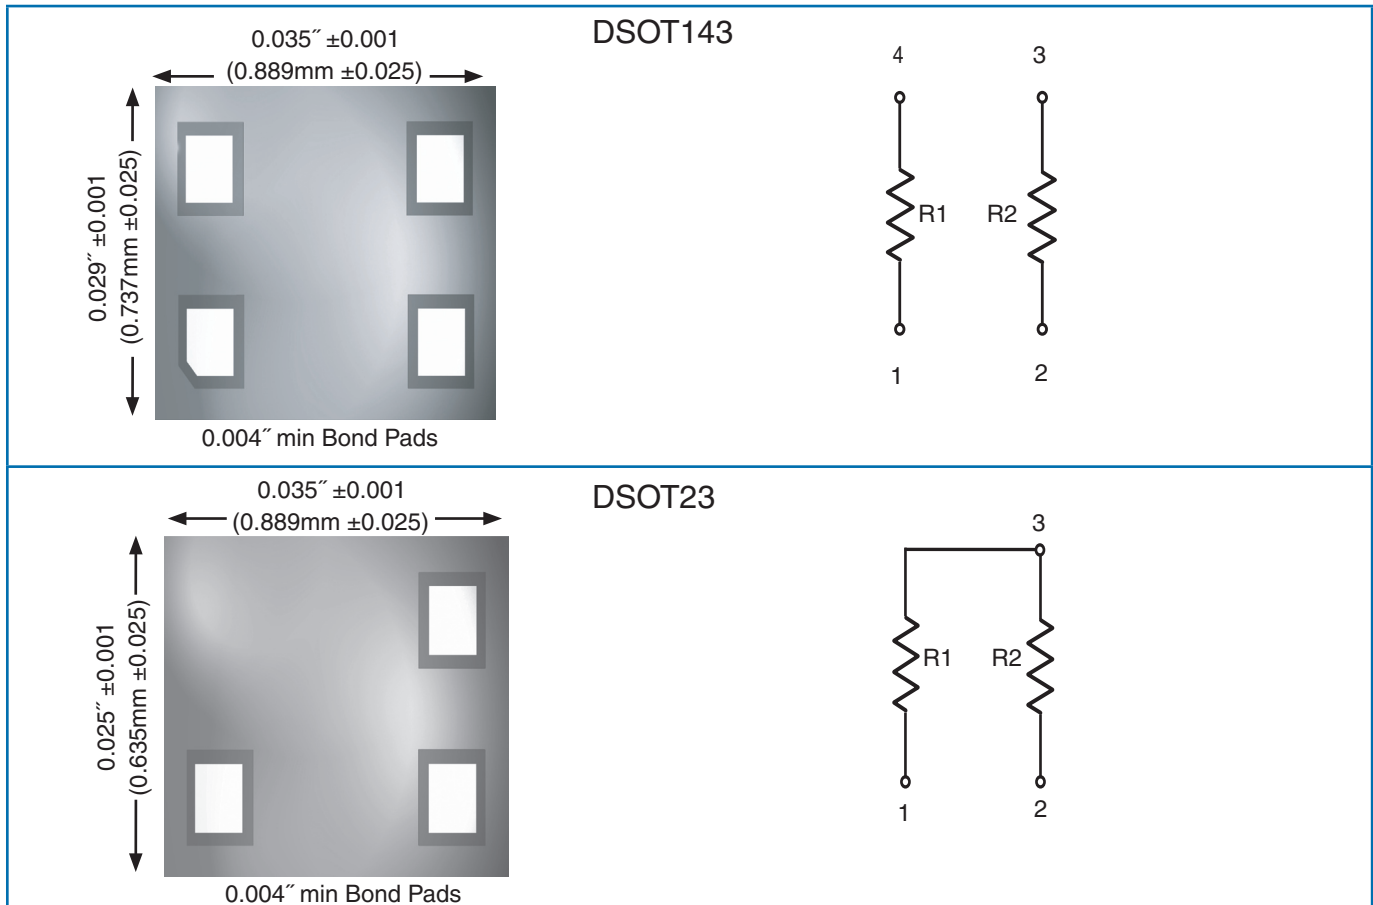 DSOT143
0.035˝ ±0.001
(0.889mm ±0.025)
0.029˝ ±0.001
(0.737mm ±0.025)
0.004˝ min Bond Pads
4
3
R1
R2
1
2
DSOT23
0.035˝ ±0.001
(0.889mm ±0.025)
0.025˝ ±0.001
(0.635mm ±0.025)
0.004˝ min Bond Pads
3
R1
R2
1
2